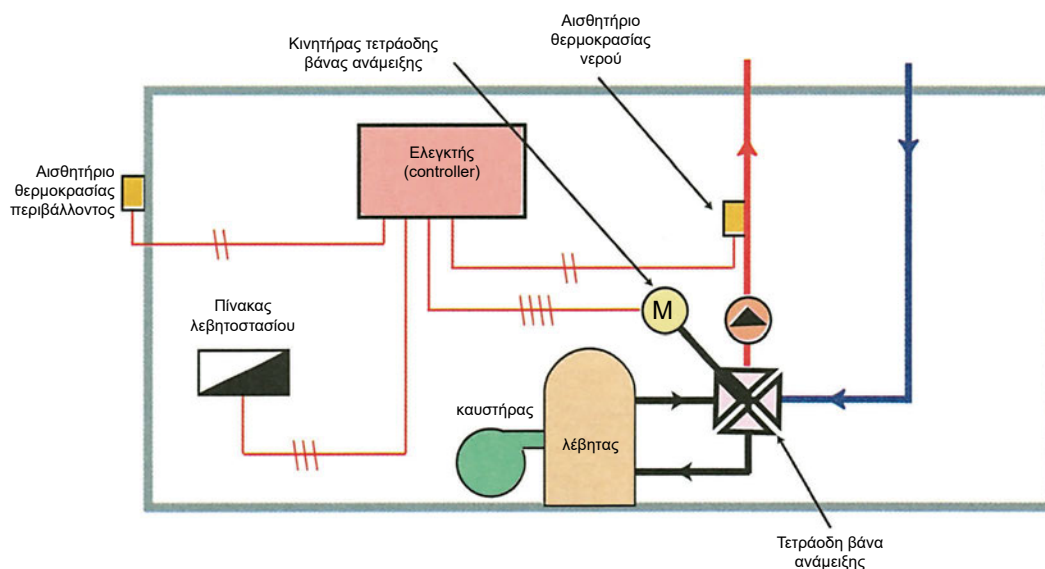 Αισθητήριο
θερμοκρασίας
νερού
Κινητήρας τετράοδης
βάνας ανάμειξης
Ελεγκτής
(controller)
Αισθητήριο
θερμοκρασίας
περιβάλλοντος
Πίνακας
λεβητοστασίου
M
καυστήρας
λέβητας
Τετράοδη βάνα
ανάμειξης